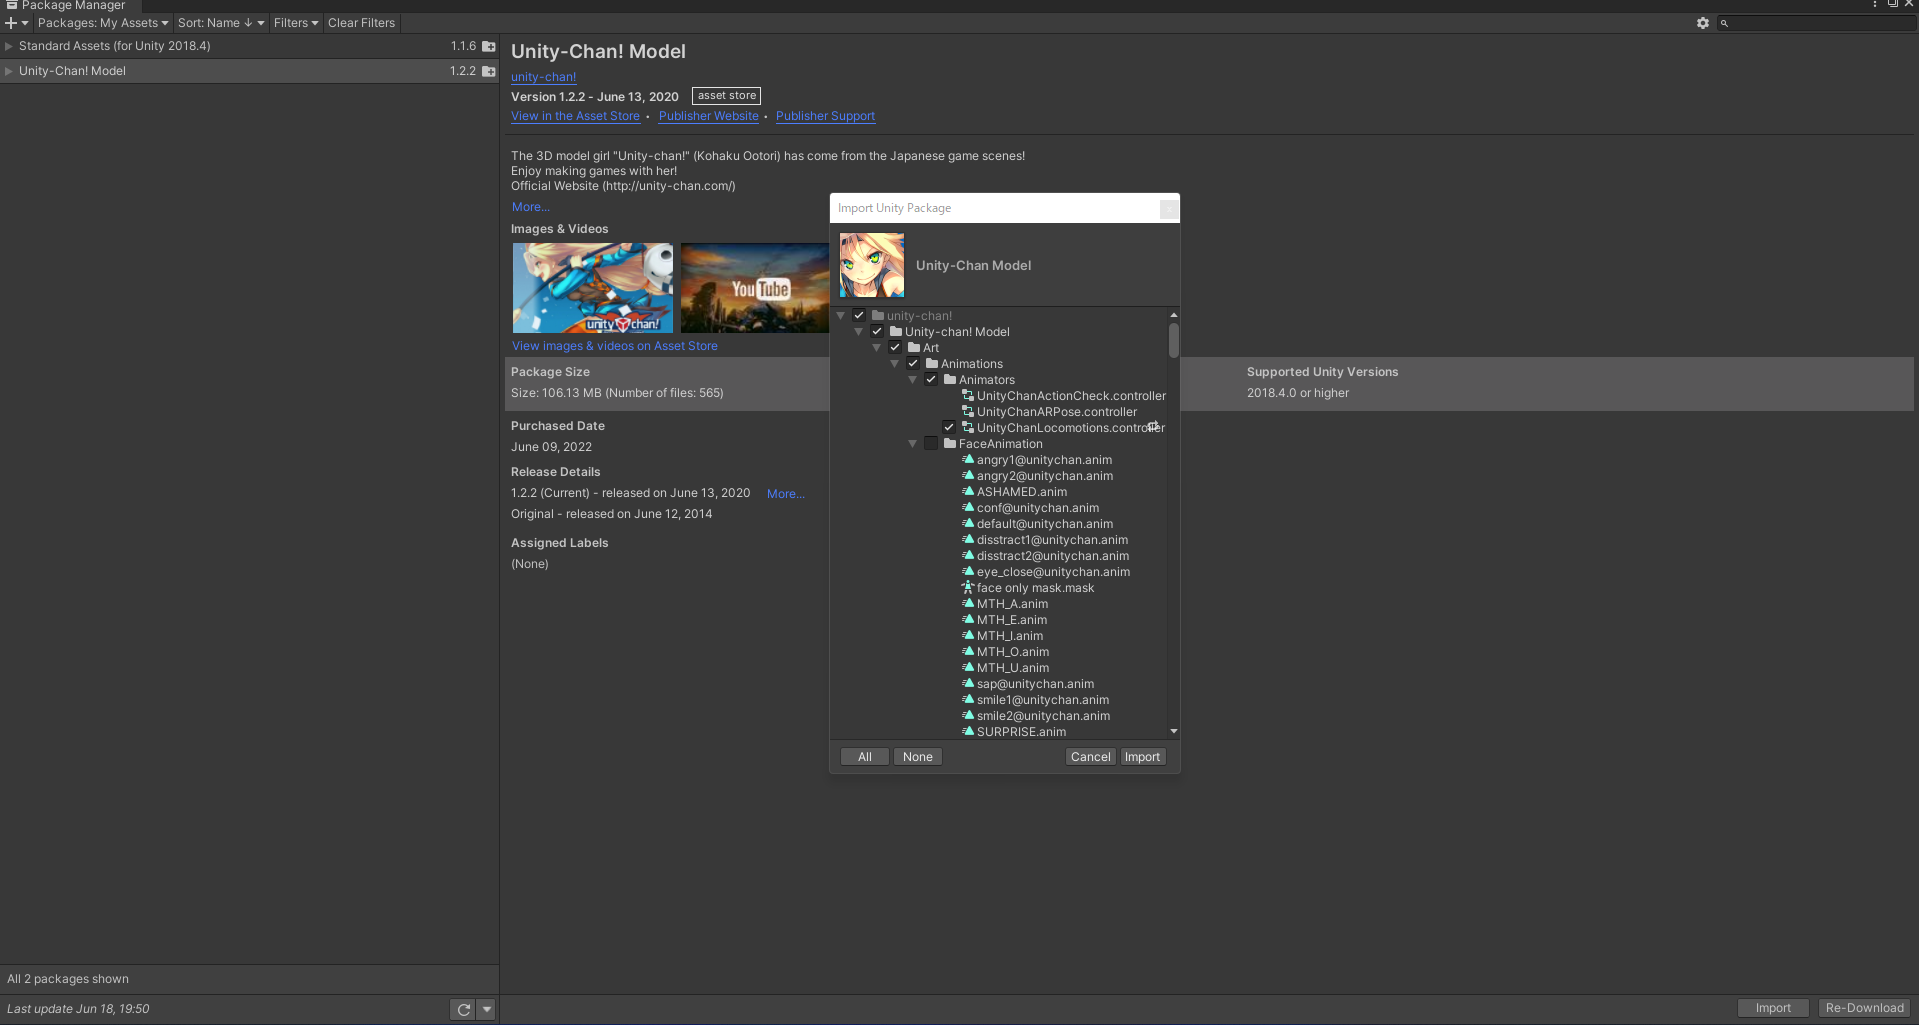 Package Manager
Packages: My Assets
Sort: Name ↓
Filters
Clear Filters
Standard Assets (for Unity 2018.4)
1.1.6
Unity-Chan! Model
1.2.2
Unity-Chan! Model
unity-chan!
Version 1.2.2 - June 13, 2020
asset store
View in the Asset Store • Publisher Website • Publisher Support
The 3D model girl "Unity-chan!" (Kohaku Ootori) has come from the Japanese game scenes!
Enjoy making games with her!
Official Website (http://unity-chan.com/)
More...
Images & Videos
unity chan!
YouTube
View images & videos on Asset Store
Package Size
Size: 106.13 MB (Number of files: 565)
Supported Unity Versions
2018.4.0 or higher
Purchased Date
June 09, 2022
Release Details
1.2.2 (Current) - released on June 13, 2020
More...
Original - released on June 12, 2014
Assigned Labels
(None)
Import Unity Package
Unity-Chan Model
unity-chan!
Unity-chan! Model
Art
Animations
Animators
UnityChanActionCheck.controller
UnityChanARPose.controller
UnityChanLocomotions.controller
FaceAnimation
angry1@unitychan.anim
angry2@unitychan.anim
ASHAMED.anim
conf@unitychan.anim
default@unitychan.anim
disstract1@unitychan.anim
disstract2@unitychan.anim
eye_close@unitychan.anim
face only mask.mask
MTH_A.anim
MTH_E.anim
MTH_I.anim
MTH_O.anim
MTH_U.anim
sap@unitychan.anim
smile1@unitychan.anim
smile2@unitychan.anim
SURPRISE.anim
All
None
Cancel
Import
All 2 packages shown
Last update Jun 18, 19:50
Import
Re-Download